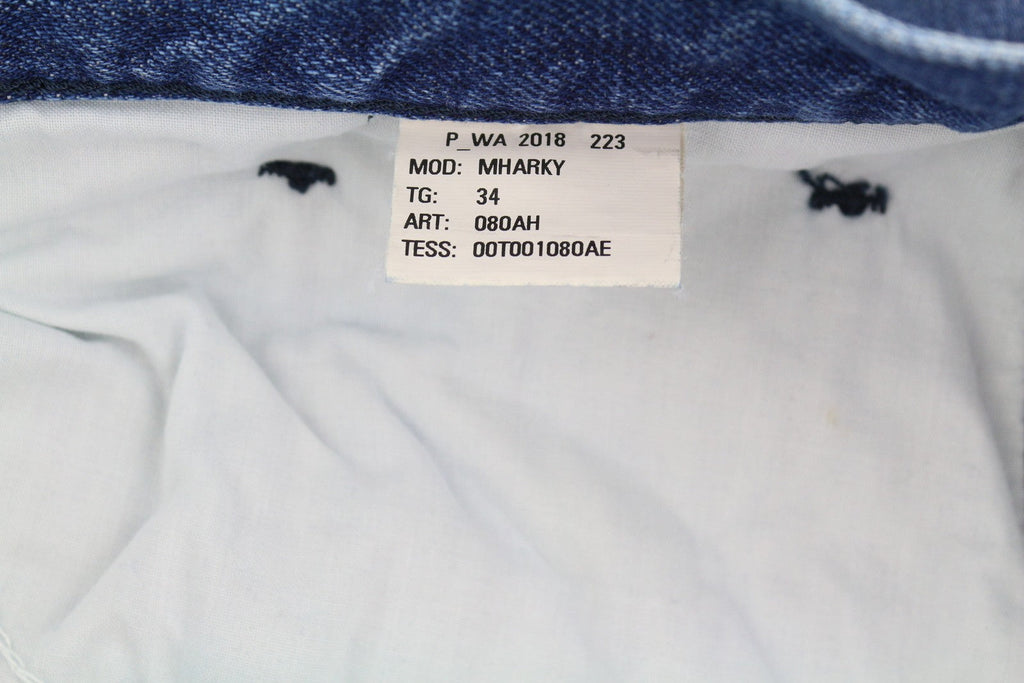 P_WA 2018 223
MOD: MHARKY
TG: 34
ART: 080AH
TESS: 00T001080AE